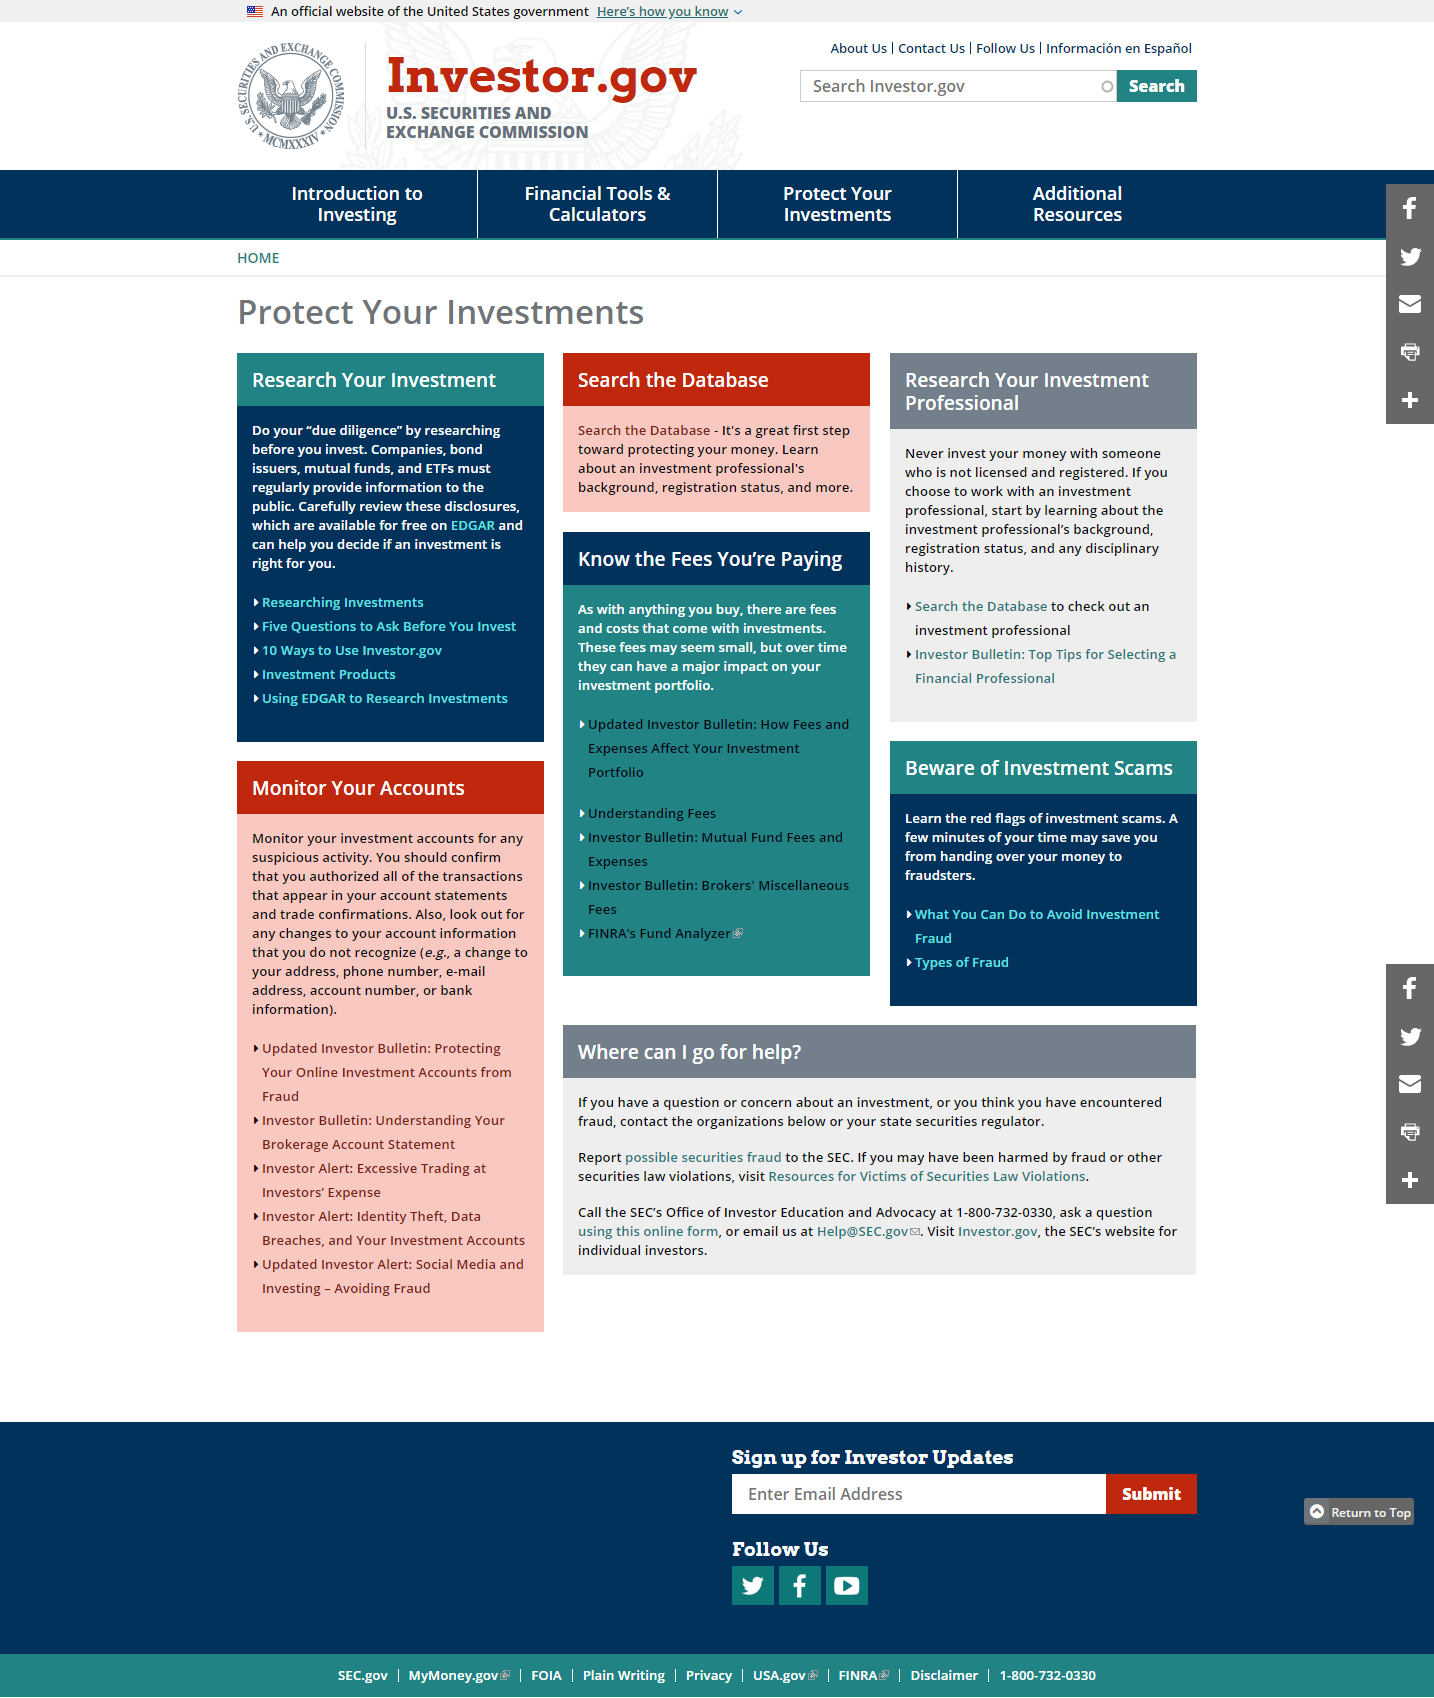 An official website of the United States government Here's how you know
About Us | Contact Us | Follow Us | Información en Español
U.S. SECURITIES AND EXCHANGE COMMISSION
MCMXXXIV
Investor.gov
U.S. SECURITIES AND
EXCHANGE COMMISSION
Search Investor.gov
Search
Introduction to
Investing
Financial Tools &
Calculators
Protect Your
Investments
Additional
Resources
HOME
Protect Your Investments
Research Your Investment
Do your “due diligence” by researching
before you invest. Companies, bond
issuers, mutual funds, and ETFs must
regularly provide information to the
public. Carefully review these disclosures,
which are available for free on EDGAR and
can help you decide if an investment is
right for you.
Researching Investments
Five Questions to Ask Before You Invest
10 Ways to Use Investor.gov
Investment Products
Using EDGAR to Research Investments
Monitor Your Accounts
Monitor your investment accounts for any
suspicious activity. You should confirm
that you authorized all of the transactions
that appear in your account statements
and trade confirmations. Also, look out for
any changes to your account information
that you do not recognize (e.g., a change to
your address, phone number, e-mail
address, account number, or bank
information).
Updated Investor Bulletin: Protecting
Your Online Investment Accounts from
Fraud
Investor Bulletin: Understanding Your
Brokerage Account Statement
Investor Alert: Excessive Trading at
Investors’ Expense
Investor Alert: Identity Theft, Data
Breaches, and Your Investment Accounts
Updated Investor Alert: Social Media and
Investing – Avoiding Fraud
Search the Database
Search the Database - It's a great first step
toward protecting your money. Learn
about an investment professional's
background, registration status, and more.
Know the Fees You’re Paying
As with anything you buy, there are fees
and costs that come with investments.
These fees may seem small, but over time
they can have a major impact on your
investment portfolio.
Updated Investor Bulletin: How Fees and
Expenses Affect Your Investment
Portfolio
Understanding Fees
Investor Bulletin: Mutual Fund Fees and
Expenses
Investor Bulletin: Brokers' Miscellaneous
Fees
FINRA’s Fund Analyzer
Research Your Investment
Professional
Never invest your money with someone
who is not licensed and registered. If you
choose to work with an investment
professional, start by learning about the
investment professional’s background,
registration status, and any disciplinary
history.
Search the Database to check out an
investment professional
Investor Bulletin: Top Tips for Selecting a
Financial Professional
Beware of Investment Scams
Learn the red flags of investment scams. A
few minutes of your time may save you
from handing over your money to
fraudsters.
What You Can Do to Avoid Investment
Fraud
Types of Fraud
Where can I go for help?
If you have a question or concern about an investment, or you think you have encountered
fraud, contact the organizations below or your state securities regulator.
Report possible securities fraud to the SEC. If you may have been harmed by fraud or other
securities law violations, visit Resources for Victims of Securities Law Violations.
Call the SEC’s Office of Investor Education and Advocacy at 1-800-732-0330, ask a question
using this online form, or email us at Help@SEC.gov. Visit Investor.gov, the SEC’s website for
individual investors.
Sign up for Investor Updates
Enter Email Address
Submit
Return to Top
Follow Us
SEC.gov | MyMoney.gov | FOIA | Plain Writing | Privacy | USA.gov | FINRA | Disclaimer | 1-800-732-0330